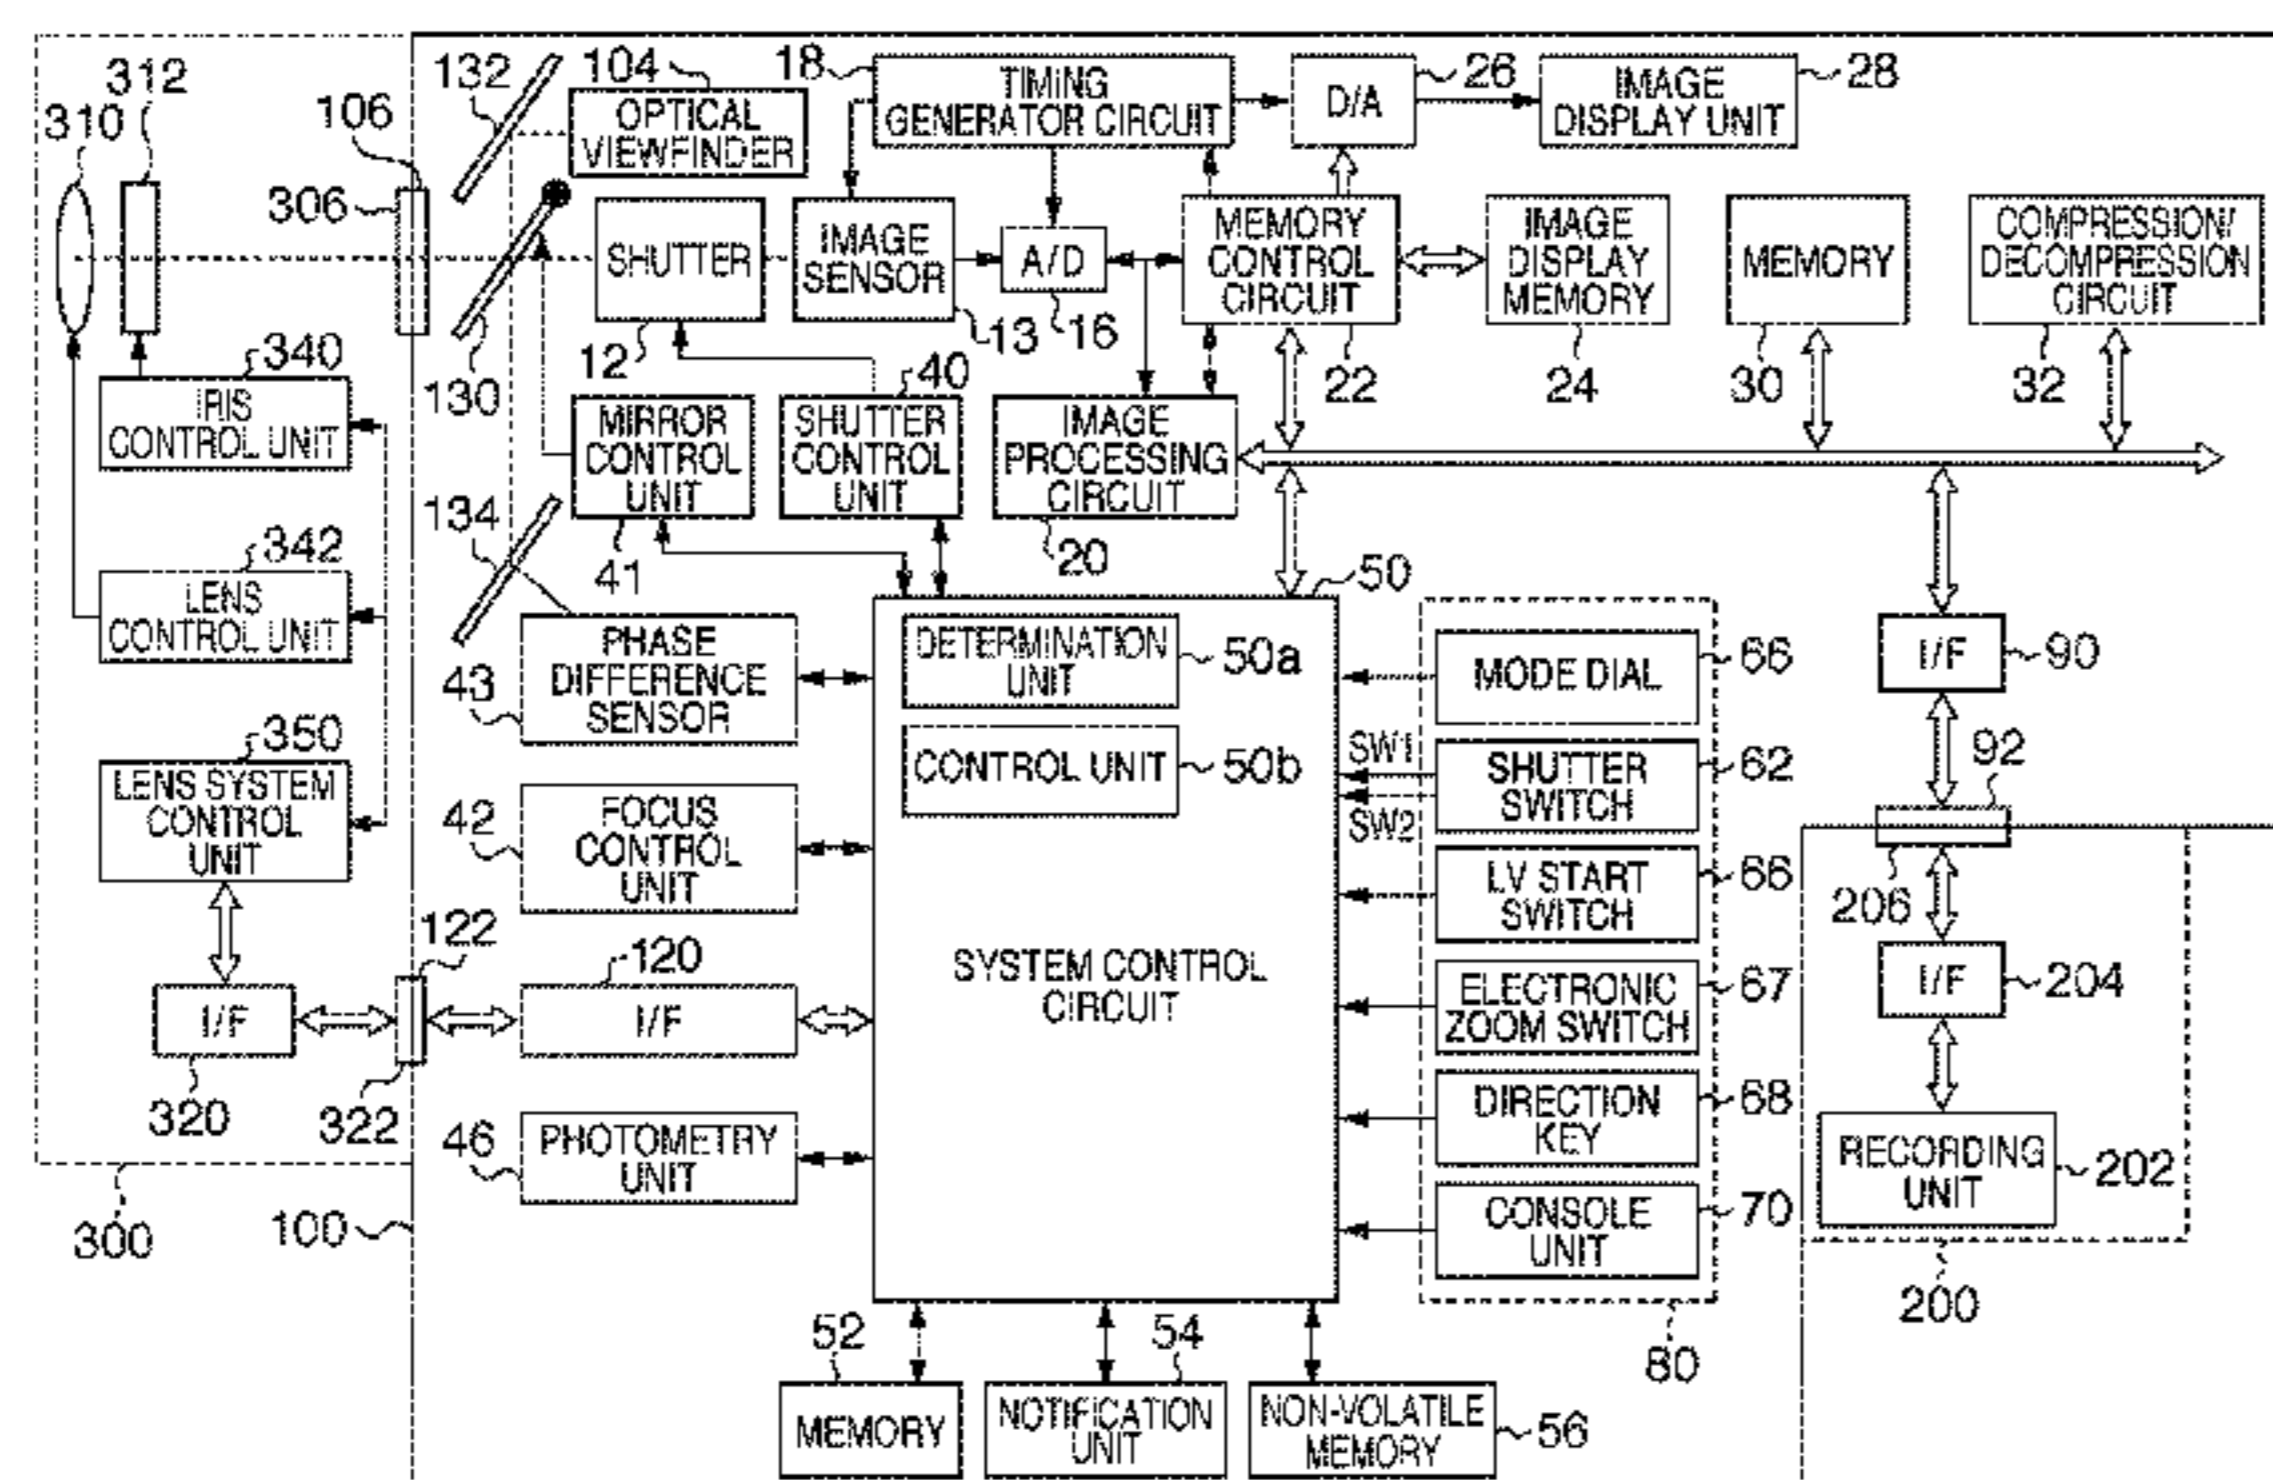 132
104
18
TIMING
GENERATOR CIRCUIT
D/A
26
IMAGE
DISPLAY UNIT
28
312
310
106
OPTICAL
VIEWFINDER
306
SHUTTER
IMAGE
SENSOR
A/D
MEMORY
CONTROL
CIRCUIT
IMAGE
DISPLAY
MEMORY
MEMORY
COMPRESSION/
DECOMPRESSION
CIRCUIT
12
13
16
22
24
30
32
340
130
40
IRIS
CONTROL UNIT
MIRROR
CONTROL
UNIT
SHUTTER
CONTROL
UNIT
IMAGE
PROCESSING
CIRCUIT
134
41
20
50
342
LENS
CONTROL UNIT
PHASE
DIFFERENCE
SENSOR
43
DETERMINATION
UNIT
50a
MODE DIAL
66
I/F
90
350
LENS SYSTEM
CONTROL
UNIT
CONTROL UNIT
50b
SW1
SW2
SHUTTER
SWITCH
62
92
42
FOCUS
CONTROL
UNIT
LV START
SWITCH
66
206
122
120
SYSTEM CONTROL
CIRCUIT
I/F
204
I/F
I/F
ELECTRONIC
ZOOM SWITCH
67
320
322
46
PHOTOMETRY
UNIT
DIRECTION
KEY
68
RECORDING
UNIT
202
300
100
CONSOLE
UNIT
70
200
52
54
80
MEMORY
NOTIFICATION
UNIT
NON-VOLATILE
MEMORY
56